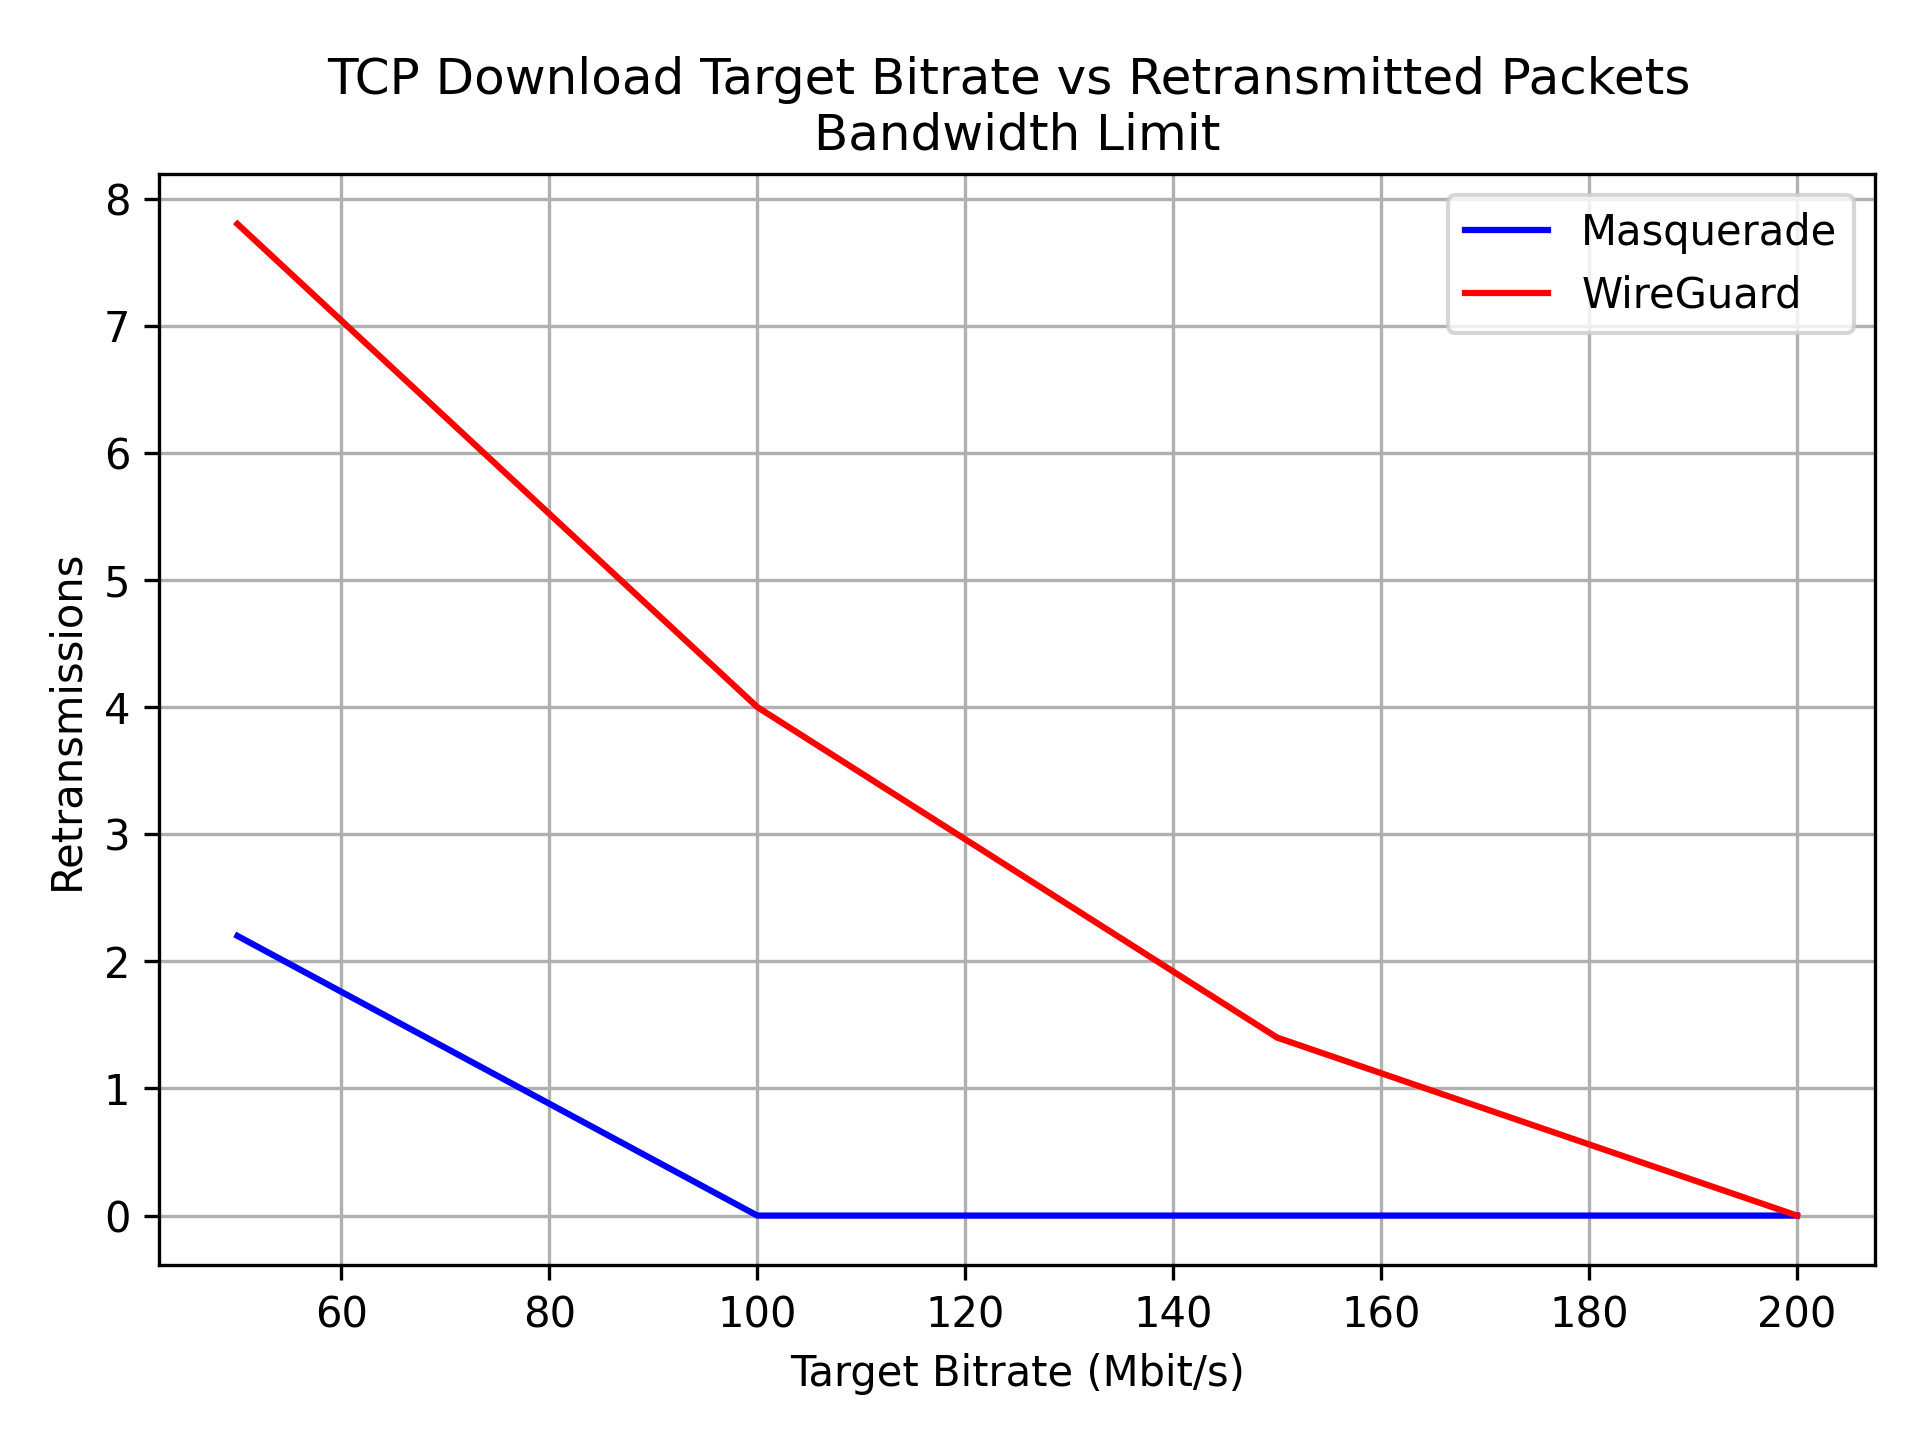 TCP Download Target Bitrate vs Retransmitted Packets
Bandwidth Limit
Masquerade
WireGuard
8
7
6
5
4
3
2
1
0
Retransmissions
60 80 100 120 140 160 180 200
Target Bitrate (Mbit/s)